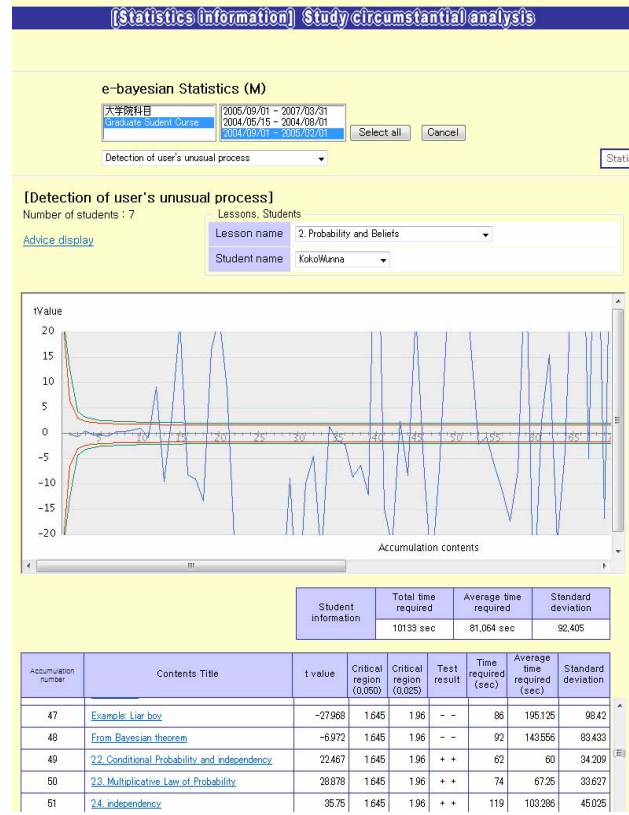 [Statistics information] Study circumstantial analysis
e-bayesian Statistics (M)
大学院科目
Graduate Sudent Curse
2005/09/01 - 2007/03/31
2004/05/15 - 2004/08/01
2004/09/01 - 2005/02/01
Select all
Cancel
Detection of user's unusual process
Stati
[Detection of user's unusual process]
Number of students : 7
Advice display
Lessons, Students
Lesson name
2. Probability and Beliefs
Student name
KokoWunna
tValue
20
15
10
5
0
-5
-10
-15
-20
5 10 15 20 25 30 35 40 45 50 55 60 65
Accumulation contents
Student information
Total time required
Average time required
Standard deviation
10133 sec
81,064 sec
92,405
Accumulation number
Contents Title
t value
Critical region (0,050)
Critical region (0,025)
Test result
Time required (sec)
Average time required (sec)
Standard deviation
47 Example: Liar boy -27.968 1.645 1.96 - - 86 195.125 98.42
48 From Bayesian theorem -6.972 1.645 1.96 - - 92 143.556 83.433
49 2.2. Conditional Probability and independency 22.467 1.645 1.96 + + 62 60 34.209
50 2.3. Multiplicative Law of Probability 28.878 1.645 1.96 + + 74 67.25 33.627
51 2.4. independency 35.75 1.645 1.96 + + 119 103.286 45.025